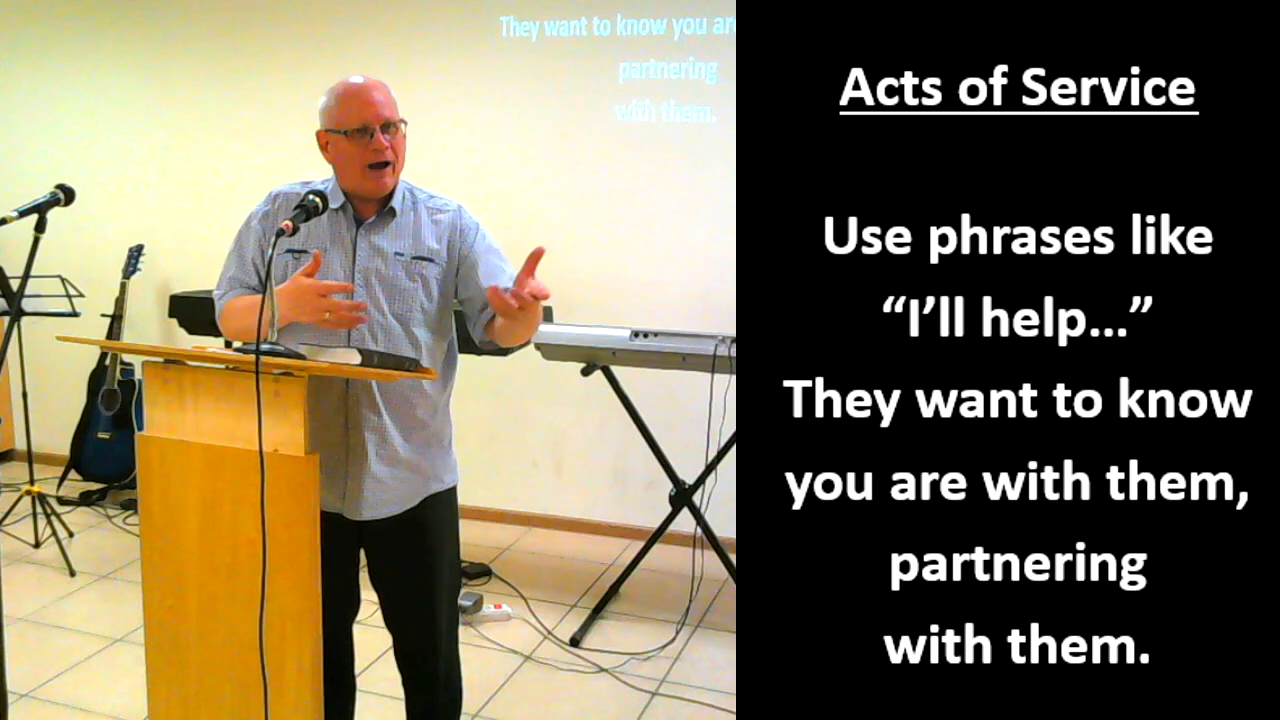 They want to know you are
partnering
with them.
Acts of Service
Use phrases like
“I’ll help…”
They want to know
you are with them,
partnering
with them.